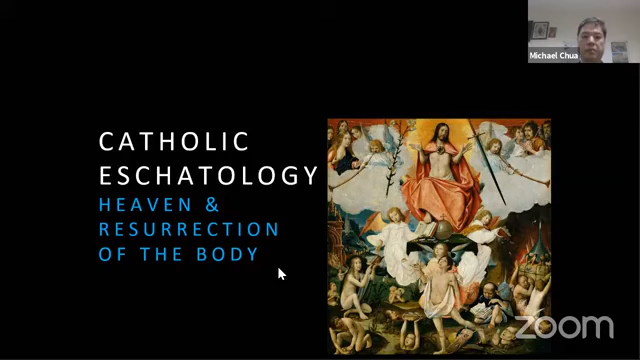 Michael Chua
CATHOLIC
ESCHATOLOGY
HEAVEN &
RESURRECTION
OF THE BODY
zoom